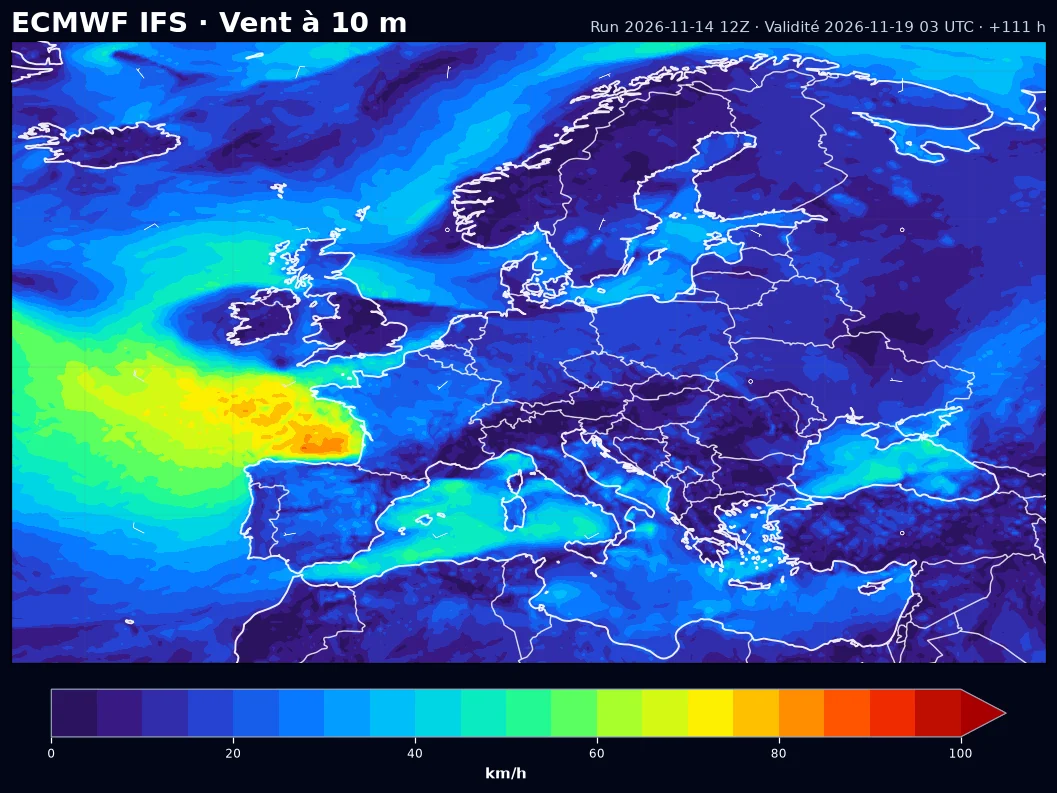 ECMWF IFS · Vent à 10 m
Run 2026-11-14 12Z · Validité 2026-11-19 03 UTC · +111 h
0 20 40 60 80 100
km/h